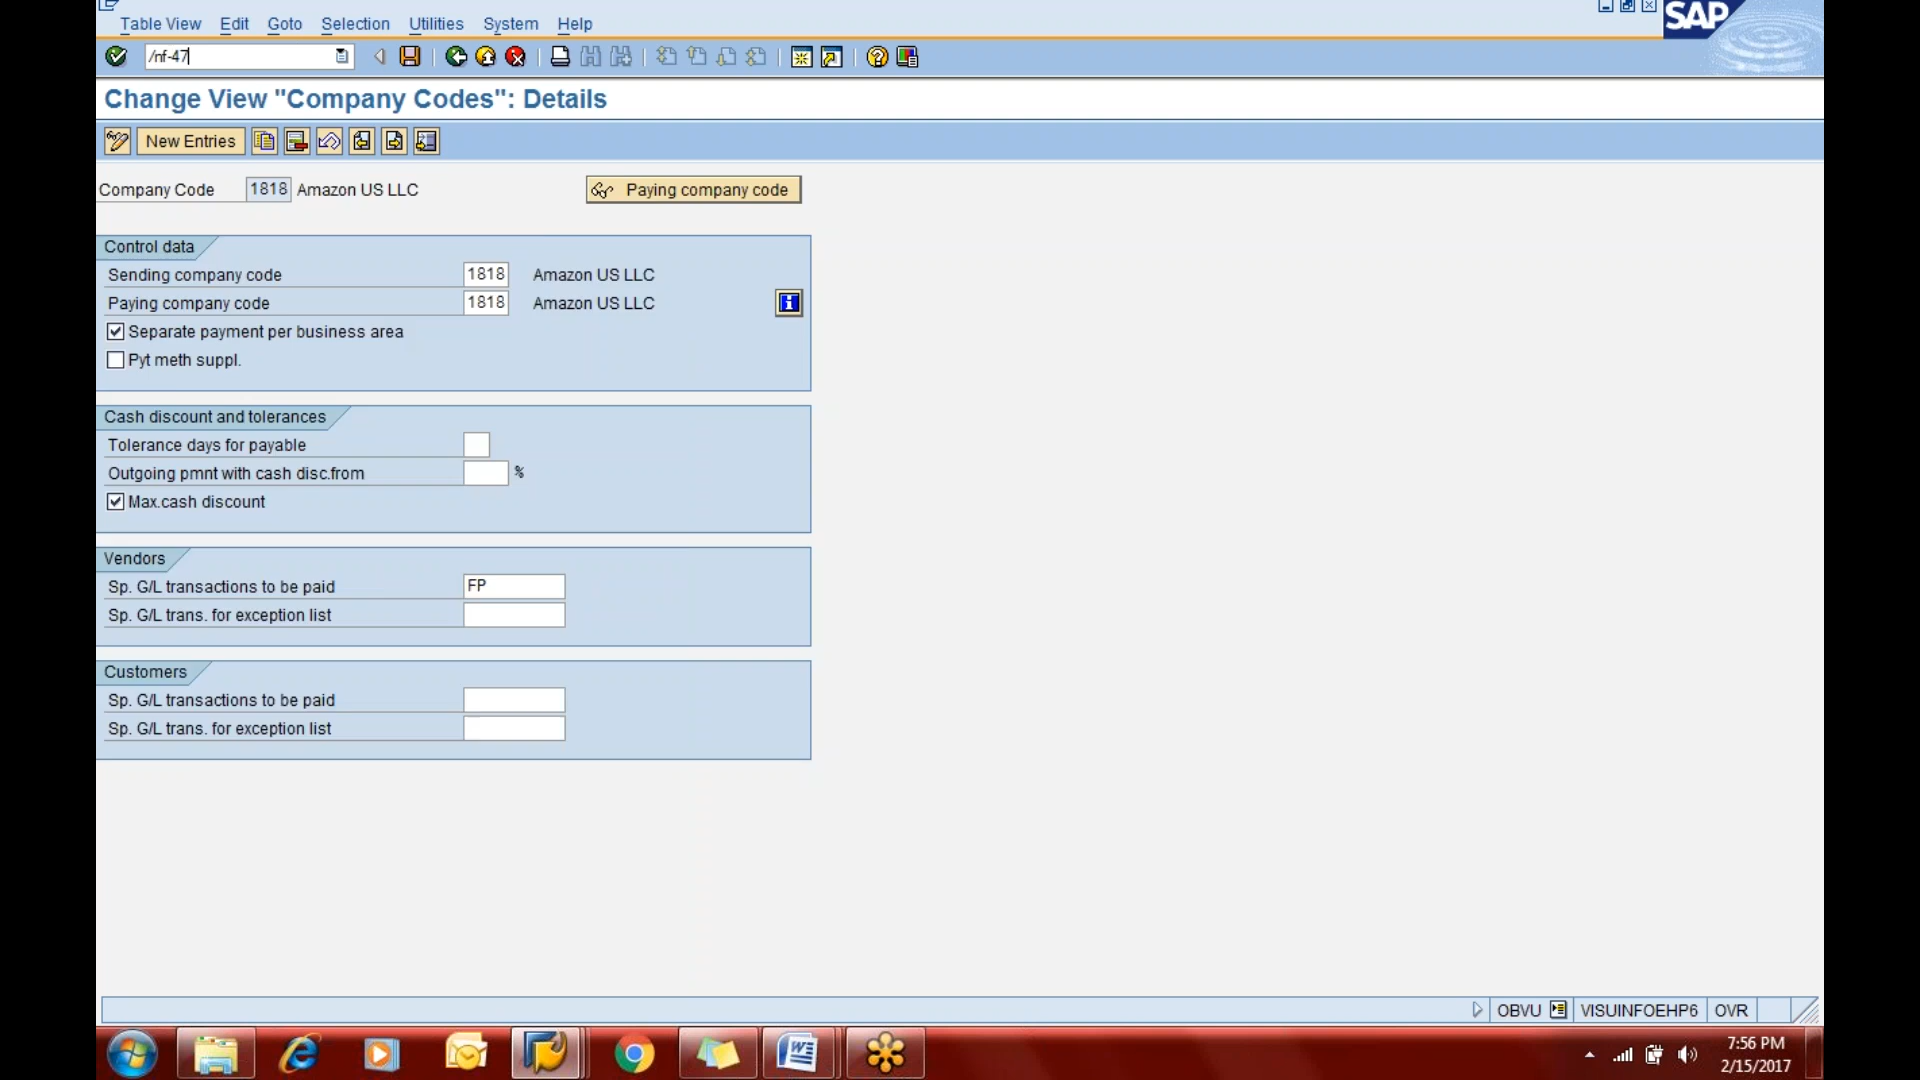 Table View Edit Goto Selection Utilities System Help
SAP
/nf-47
Change View "Company Codes": Details
New Entries
Company Code 1818 Amazon US LLC Paying company code
Control data
Sending company code 1818 Amazon US LLC
Paying company code 1818 Amazon US LLC
Separate payment per business area
Pyt meth suppl.
Cash discount and tolerances
Tolerance days for payable
Outgoing pmnt with cash disc.from %
Max.cash discount
Vendors
Sp. G/L transactions to be paid FP
Sp. G/L trans. for exception list
Customers
Sp. G/L transactions to be paid
Sp. G/L trans. for exception list
OBVU VISUINFOEHP6 OVR
7:56 PM
2/15/2017